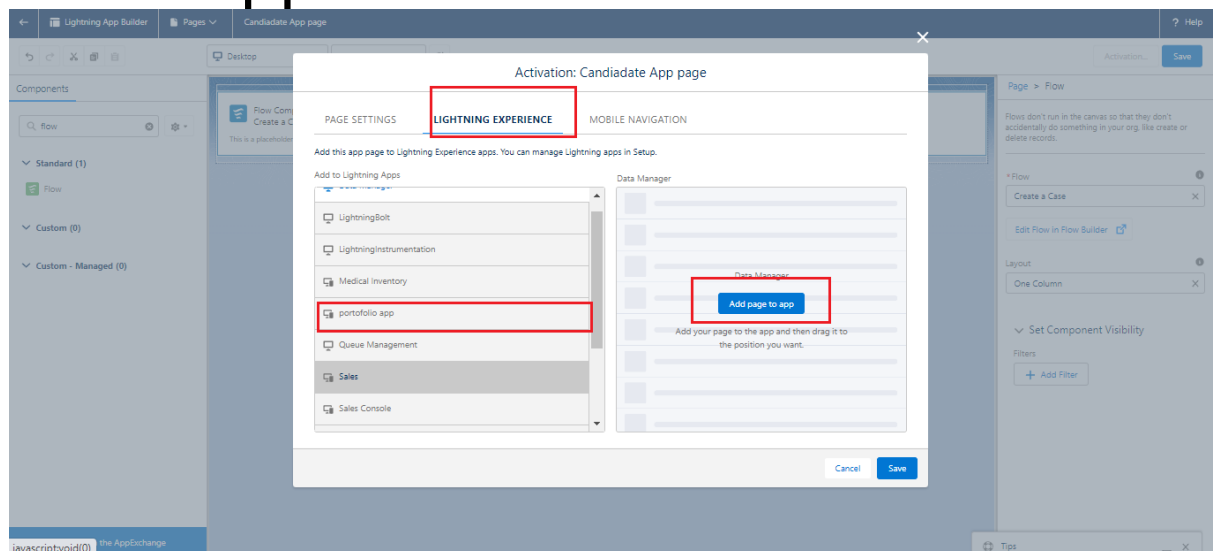 Lightning App Builder
Pages
Candiadate App page
? Help
Desktop
Activation...
Save
Components
flow
Standard (1)
Flow
Custom (0)
Custom - Managed (0)
Flow Com
Create a C
This is a placeholder
Activation: Candiadate App page
PAGE SETTINGS
LIGHTNING EXPERIENCE
MOBILE NAVIGATION
Add this app page to Lightning Experience apps. You can manage Lightning apps in Setup.
Add to Lightning Apps
Data Manager
LightningBolt
LightningInstrumentation
Medical Inventory
portofolio app
Queue Management
Sales
Sales Console
Data Manager
Data Manager
Add page to app
Add your page to the app and then drag it to
the position you want.
Cancel
Save
Page > Flow
Flows don't run in the canvas so that they don't
accidentally do something in your org, like create or
delete records.
*Flow
Create a Case
Edit Flow in Flow Builder
Layout
One Column
Set Component Visibility
Filters
+ Add Filter
javascript:void(0)
the AppExchange
Tips